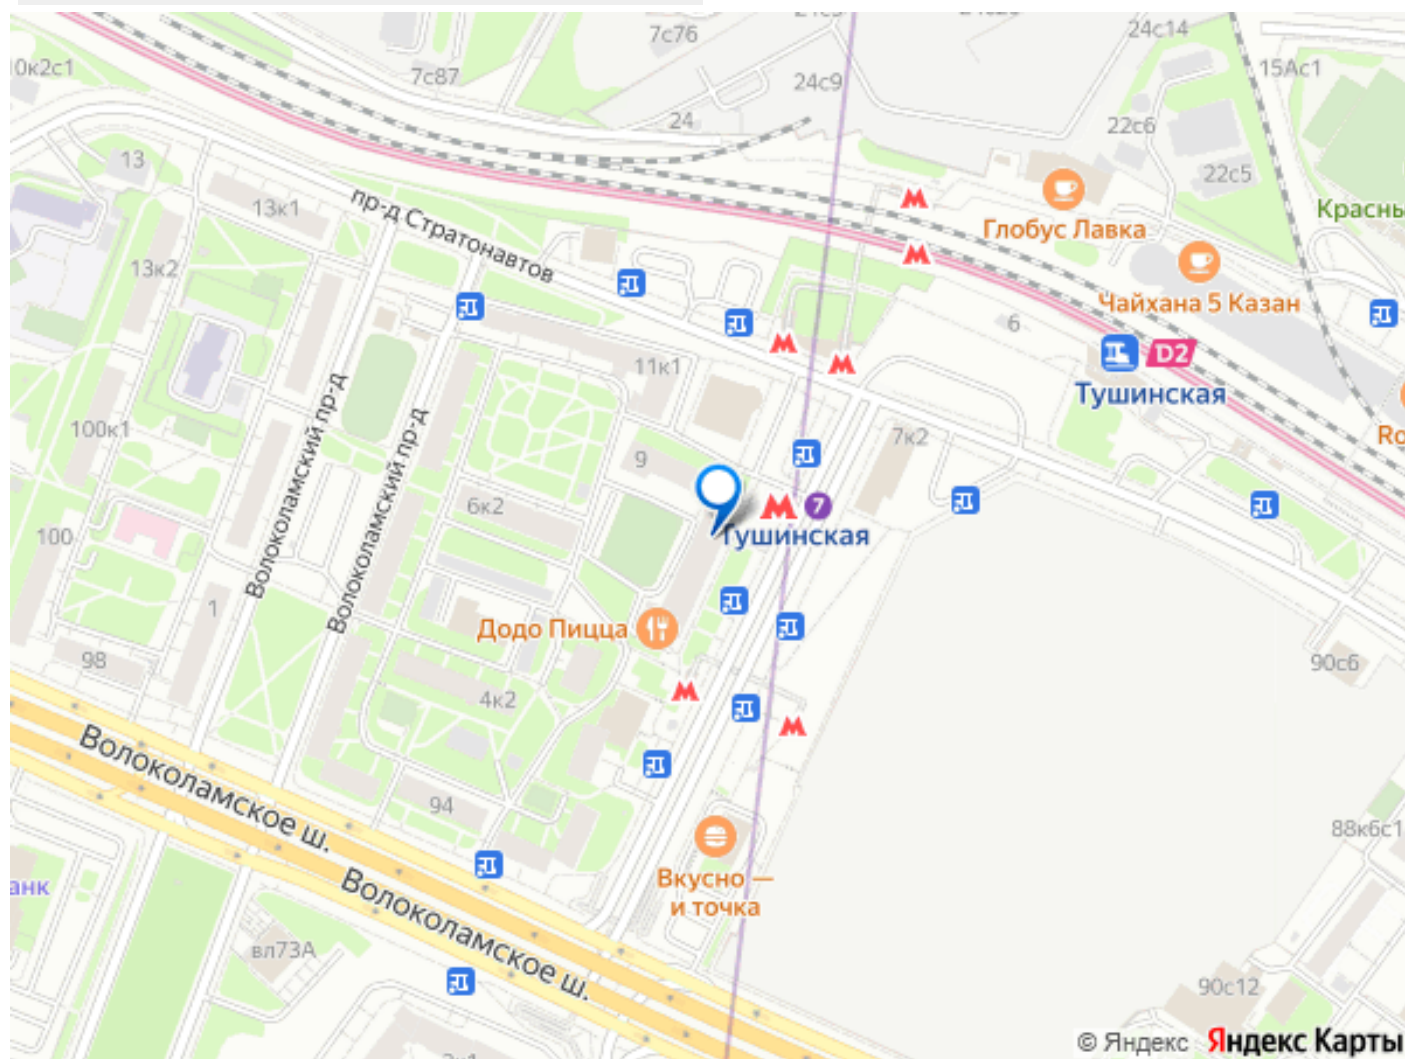 7с76
24с14
10к2с1
7с87
24с9
15Ас1
24
22с6
13
22с5
13к1
пр-д Стратонавтов
Глобус Лавка
Красны
13к2
Чайхана 5 Казан
6
D2
11к1
Тушинская
Волоколамский пр-д
Волоколамский пр-д
100к1
7к2
Ro
9
6к2
7
Тушинская
100
1
Додо Пицца
98
90с6
4к2
Волоколамское ш.
94
88к6с1
Волоколамское ш.
Вкусно —
и точка
анк
вл73А
90с12
© Яндекс Яндекс Карты